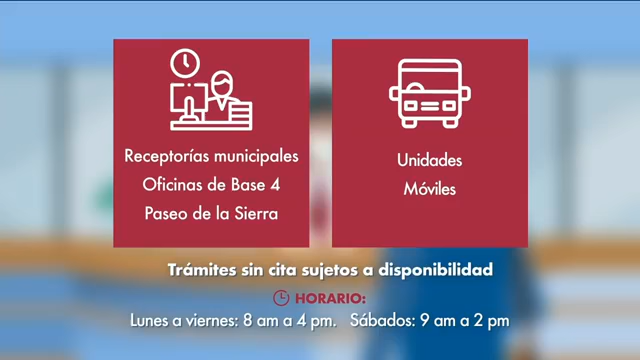 Receptorías municipales
Oficinas de Base 4
Paseo de la Sierra
Unidades
Móviles
Trámites sin cita sujetos a disponibilidad
HORARIO:
Lunes a viernes: 8 am a 4 pm. Sábados: 9 am a 2 pm